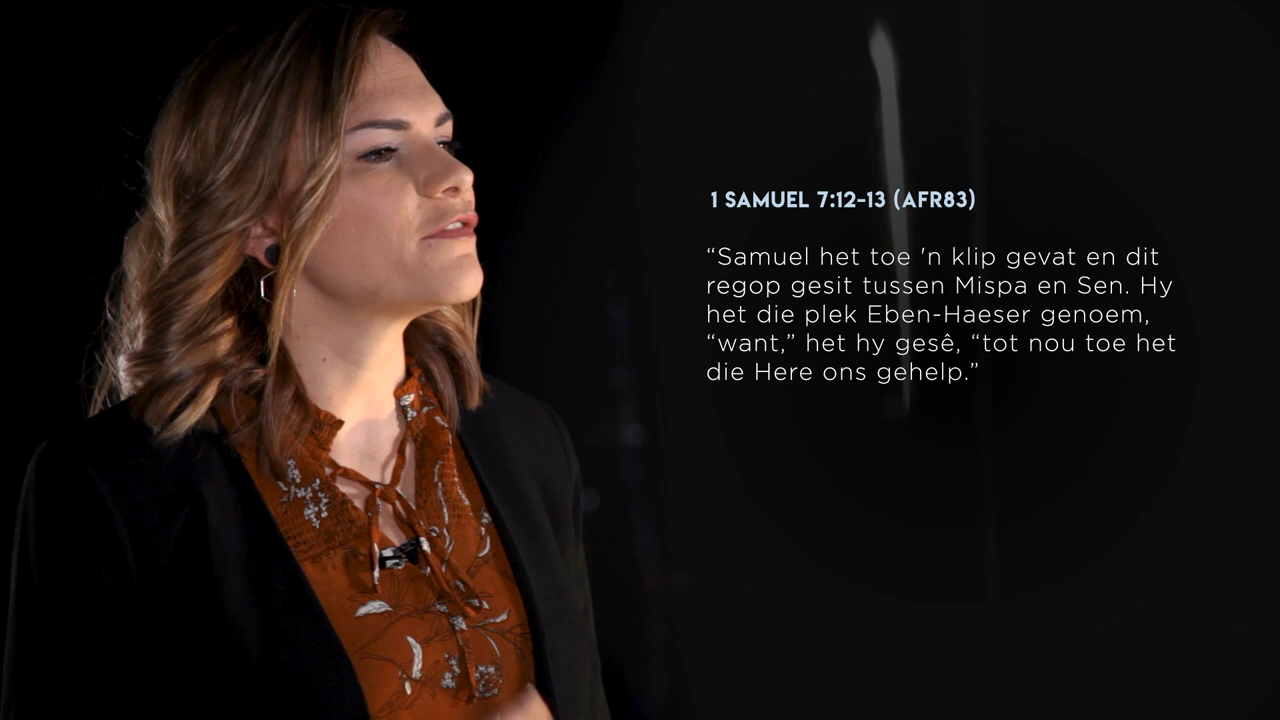 1 SAMUEL 7:12-13 (AFR83)
“Samuel het toe 'n klip gevat en dit
regop gesit tussen Mispa en Sen. Hy
het die plek Eben-Haeser genoem,
“want,” het hy gesê, “tot nou toe het
die Here ons gehelp.”